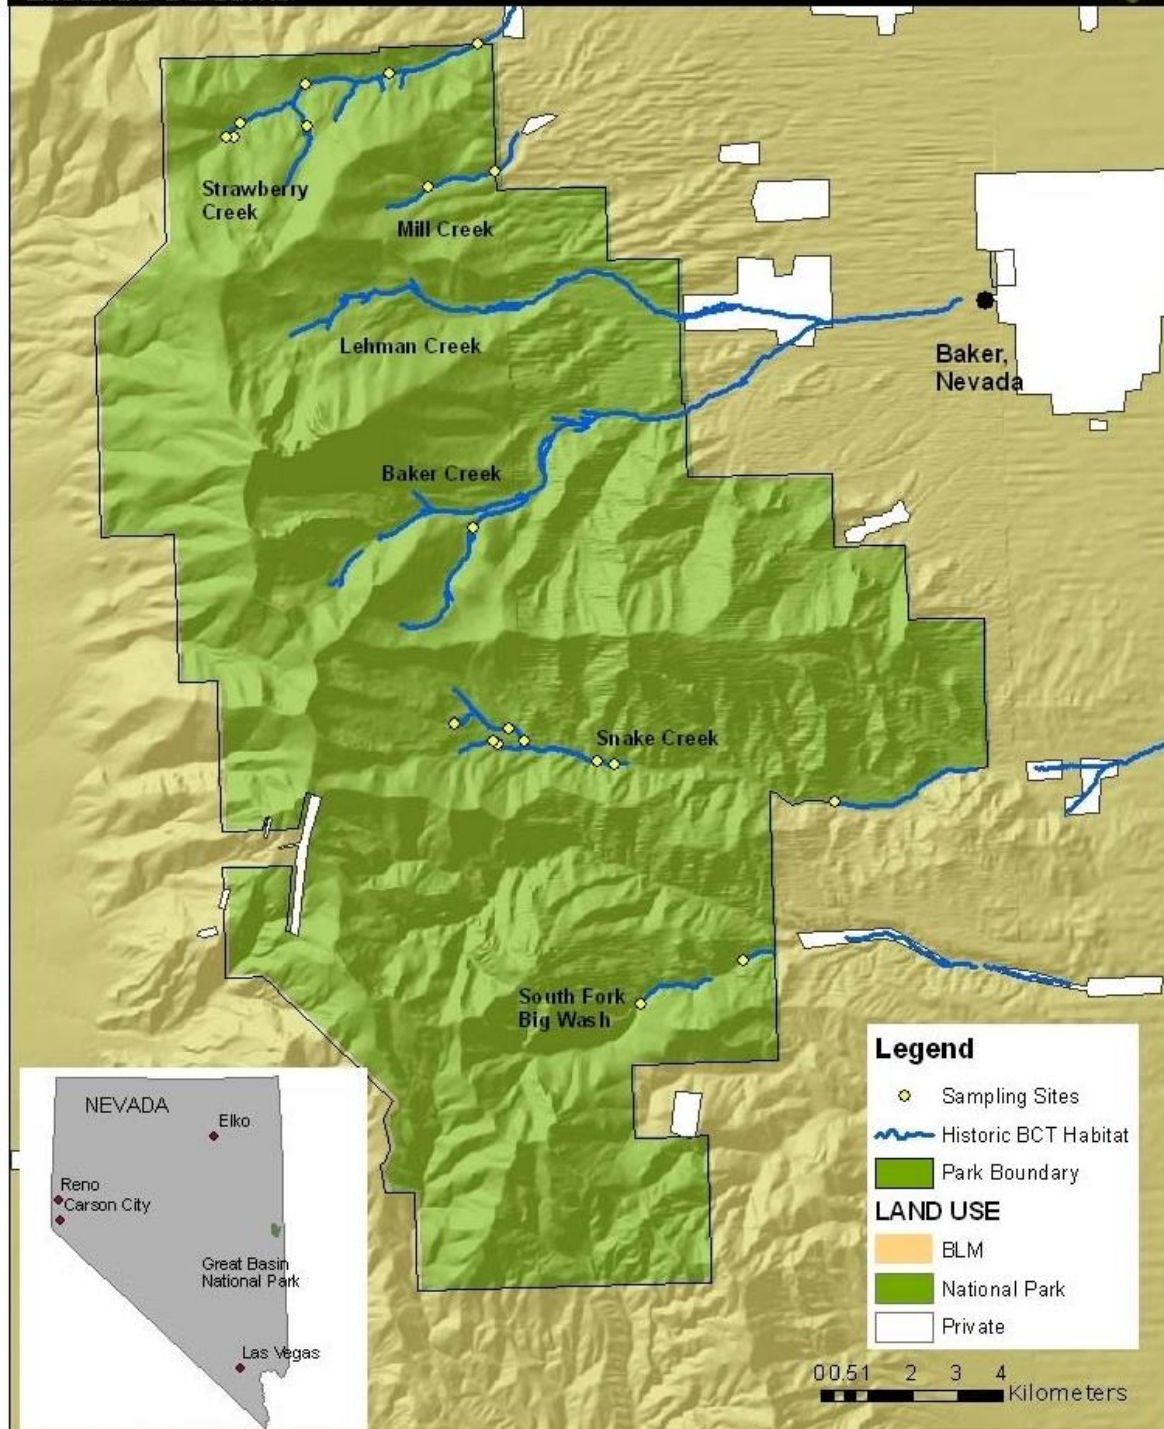 Strawberry
Creek
Mill Creek
Lehman Creek
Baker,
Nevada
Baker Creek
Snake Creek
South Fork
Big Wash
Legend
Sampling Sites
Historic BCT Habitat
Park Boundary
LAND USE
BLM
National Park
Private
0 0.5 1 2 3 4
Kilometers
NEVADA
Elko
Reno
Carson City
Great Basin
National Park
Las Vegas